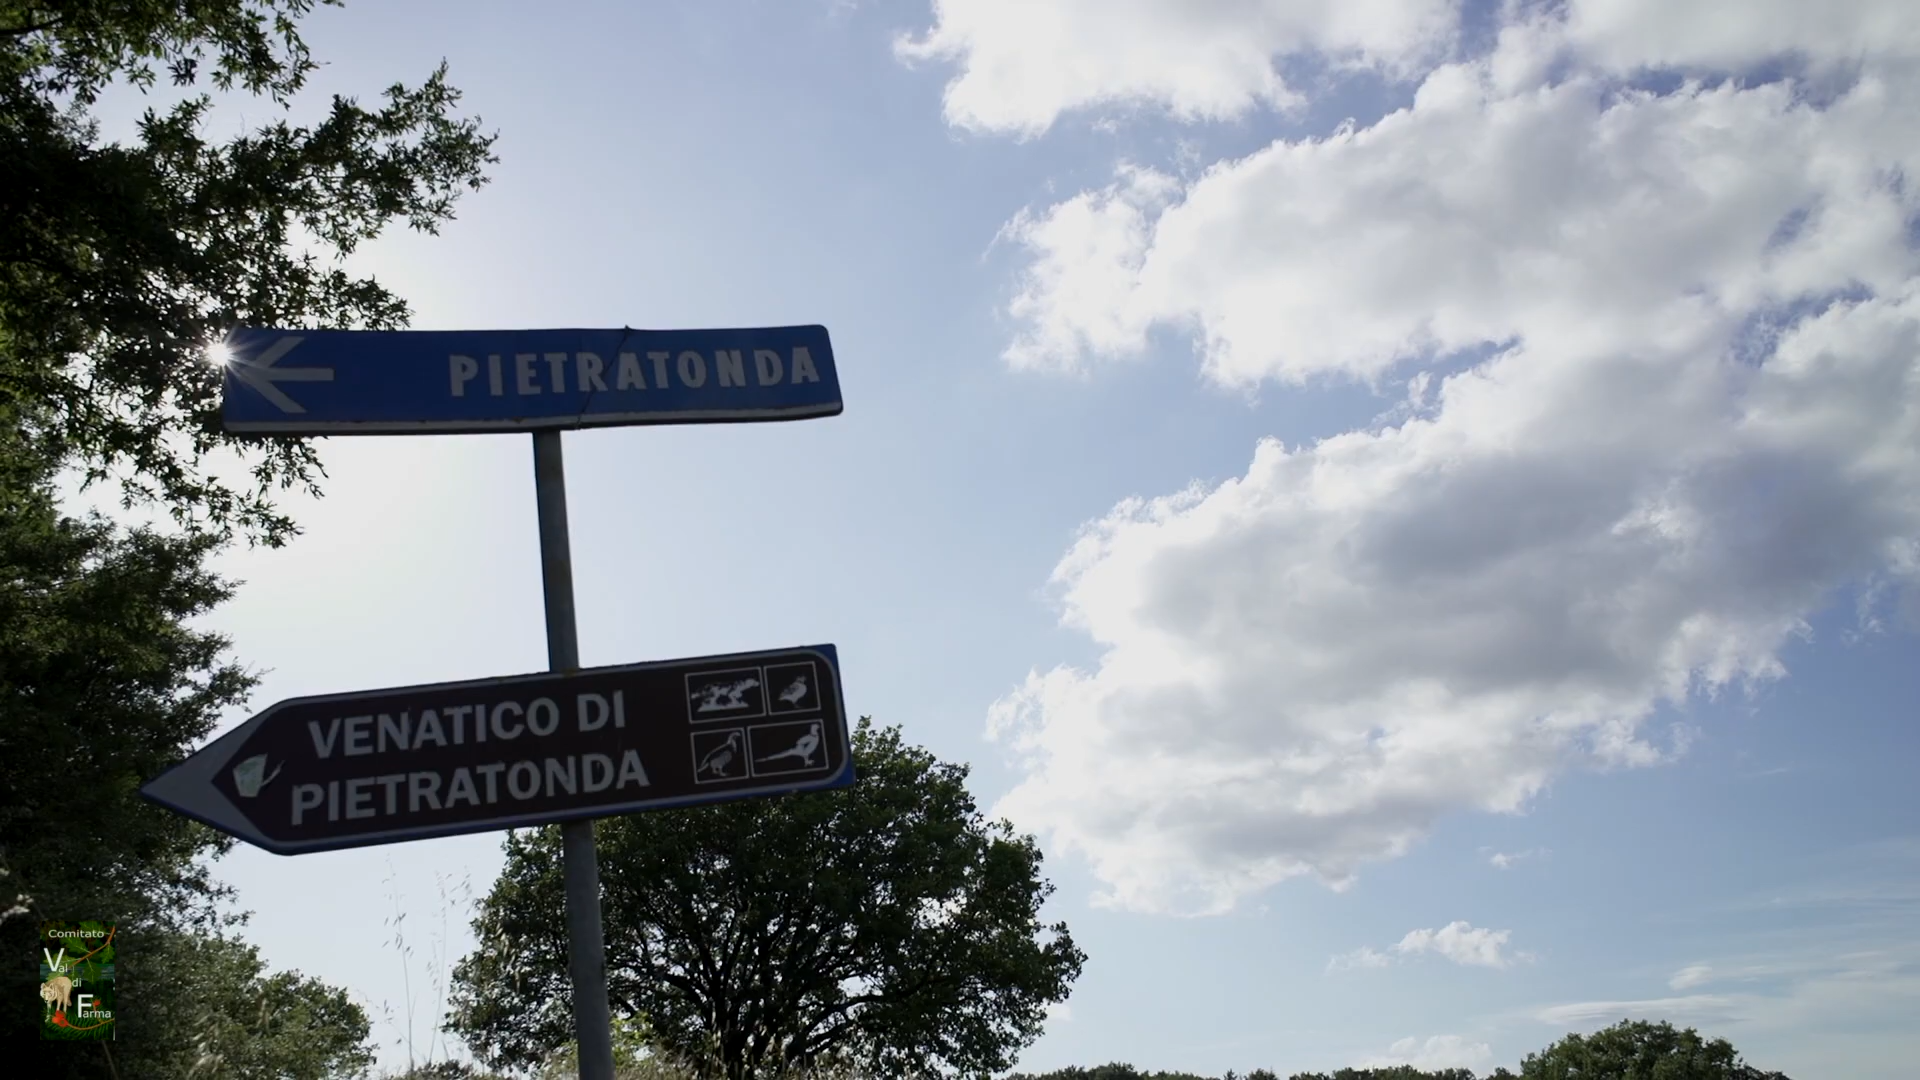 PIETRATONDA
VENATICO DI
PIETRATONDA
Comitato
Val
di
Farma